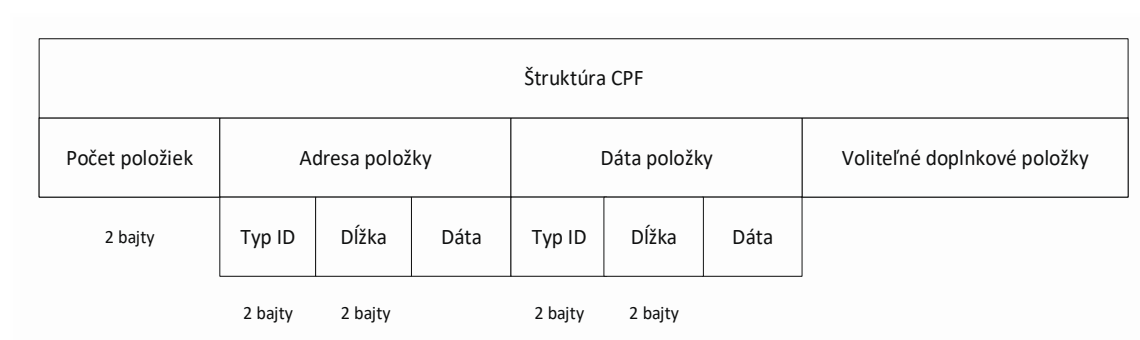 Štruktúra CPF
Počet položiek Adresa položky Dáta položky Voliteľné doplnkové položky
2 bajty Typ ID Dĺžka Dáta Typ ID Dĺžka Dáta
2 bajty 2 bajty 2 bajty 2 bajty